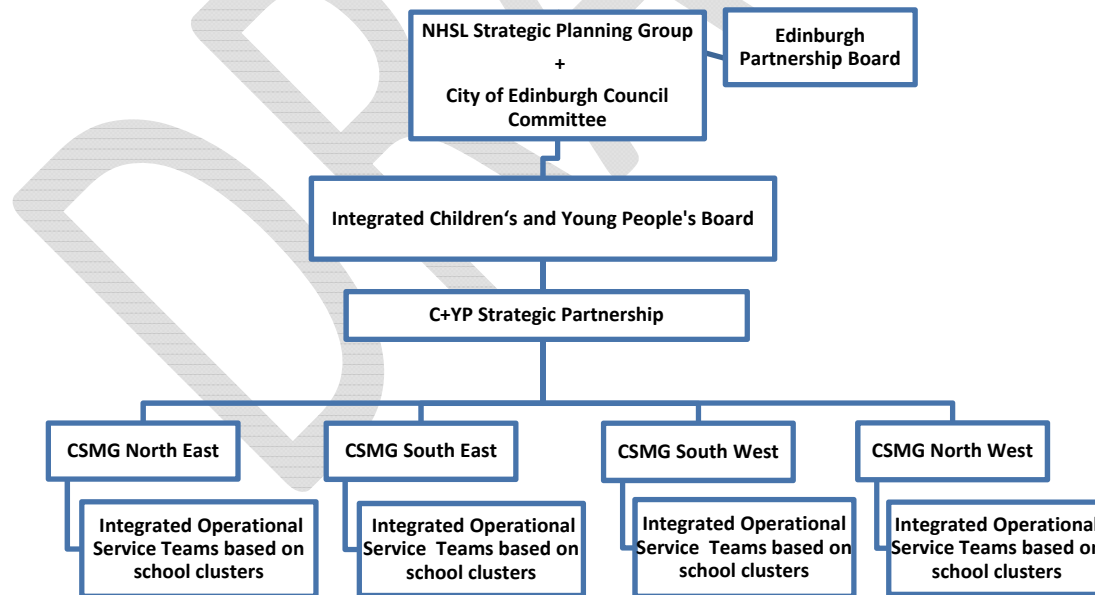 NHSL Strategic Planning Group
+
City of Edinburgh Council
Committee
Edinburgh
Partnership Board
Integrated Children‘s and Young People's Board
C+YP Strategic Partnership
CSMG North East
CSMG South East
CSMG South West
CSMG North West
Integrated Operational
Service Teams based on
school clusters
Integrated Operational
Service Teams based on
school clusters
Integrated Operational
Service Teams based on
school clusters
Integrated Operational
Service Teams based on
school clusters